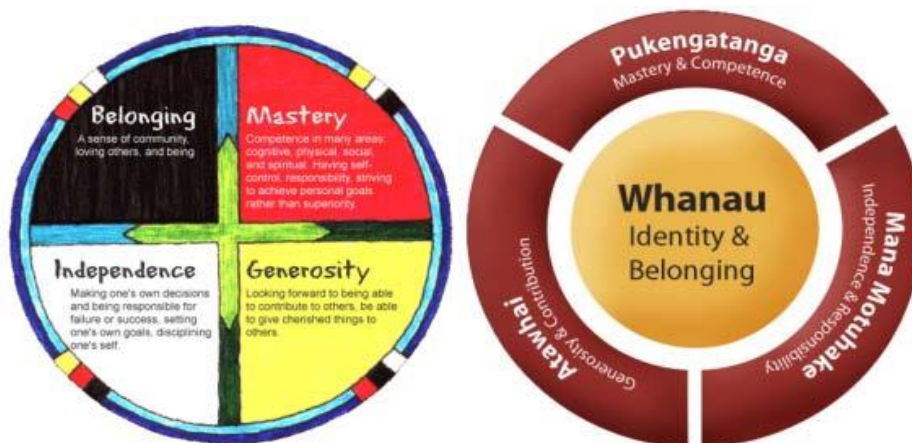 Belonging
A sense of community,
loving others, and being
Mastery
Competence in many areas:
cognitive, physical, social,
and spiritual. Having self-
control, responsibility, striving
to achieve personal goals
rather than superiority.
Independence
Making one's own decisions
and being responsible for
failure or success, setting
one's own goals, disciplining
one's self.
Generosity
Looking forward to being able
to contribute to others, be able
to give cherished things to
others.
Pukengatanga
Mastery & Competence
Whanau
Identity &
Belonging
Mana Motuhake
Independence & Responsibility
Atawhai
Generosity & Contribution